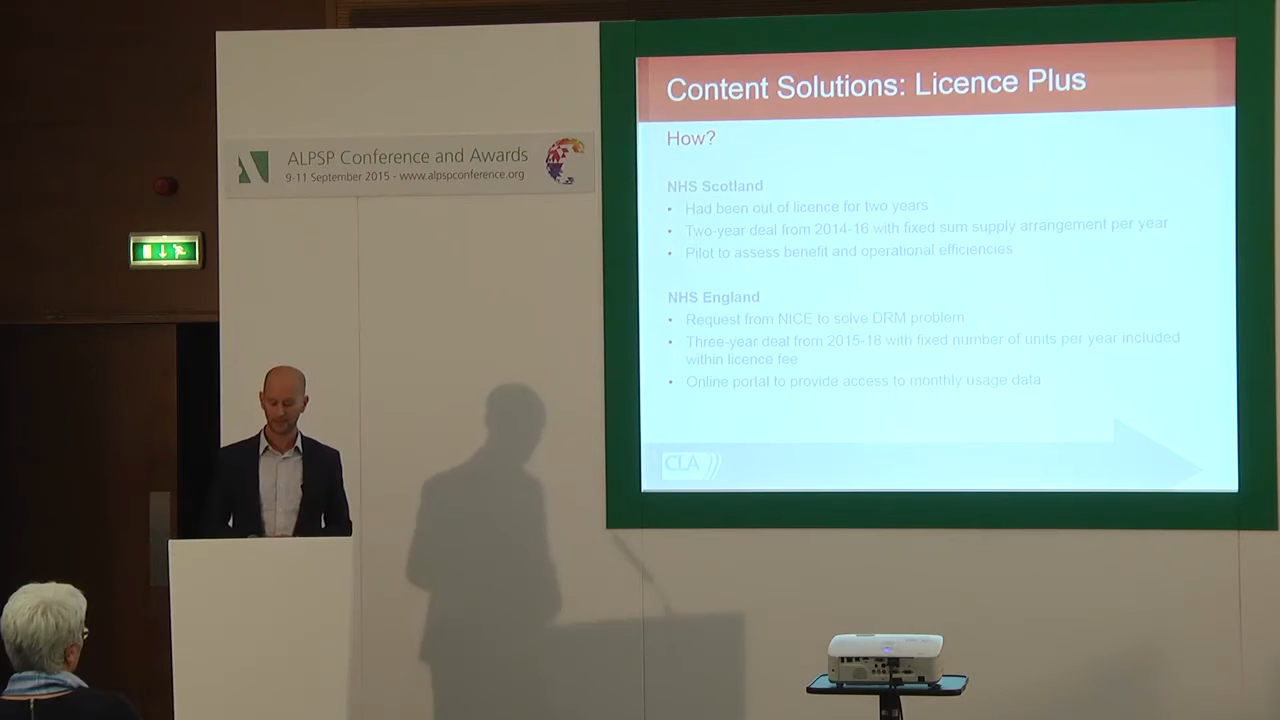 ALPSP Conference and Awards
9-11 September 2015 - www.alpspconference.org
Content Solutions: Licence Plus
How?
NHS Scotland
• Had been out of licence for two years
• Two-year deal from 2014-16 with fixed sum supply arrangement per year
• Pilot to assess benefit and operational efficiencies
NHS England
• Request from NICE to solve DRM problem
• Three-year deal from 2015-18 with fixed number of units per year included
within licence fee
• Online portal to provide access to monthly usage data
CLA